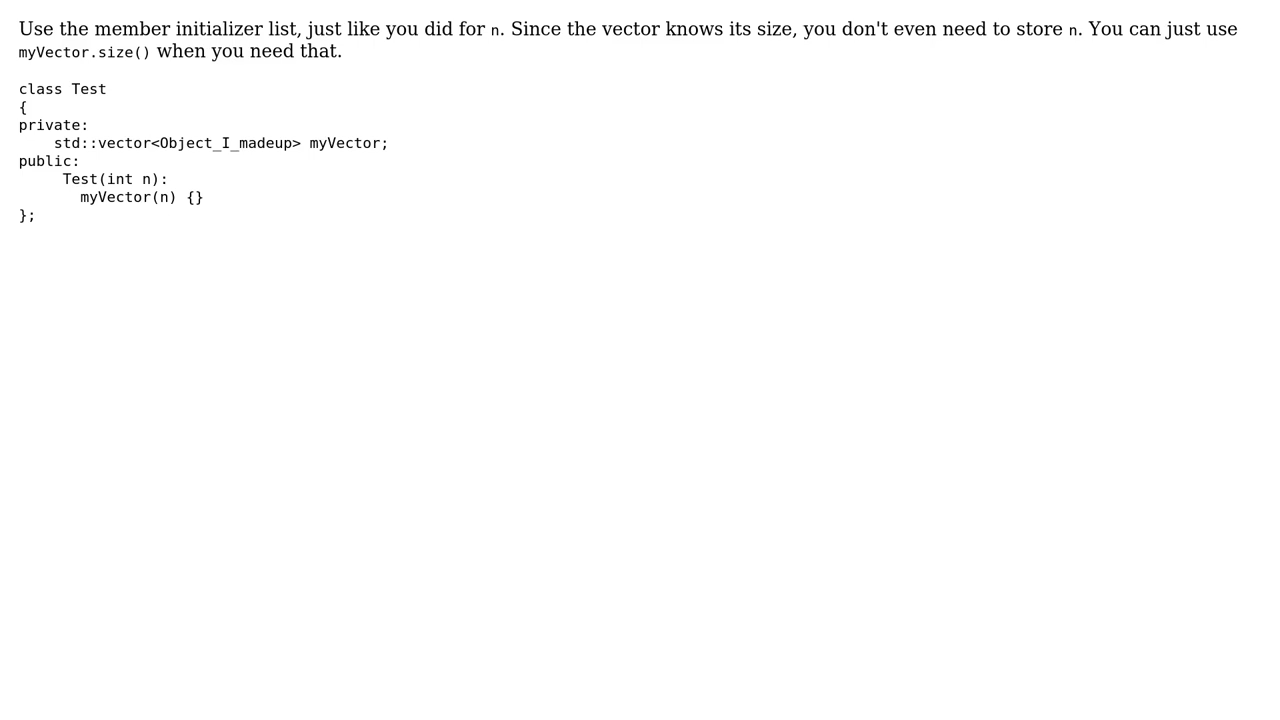 Use the member initializer list, just like you did for n. Since the vector knows its size, you don't even need to store n. You can just use
myVector.size() when you need that.
class Test
{
private:
    std::vector<Object_I_madeup> myVector;
public:
     Test(int n):
       myVector(n) {}
};